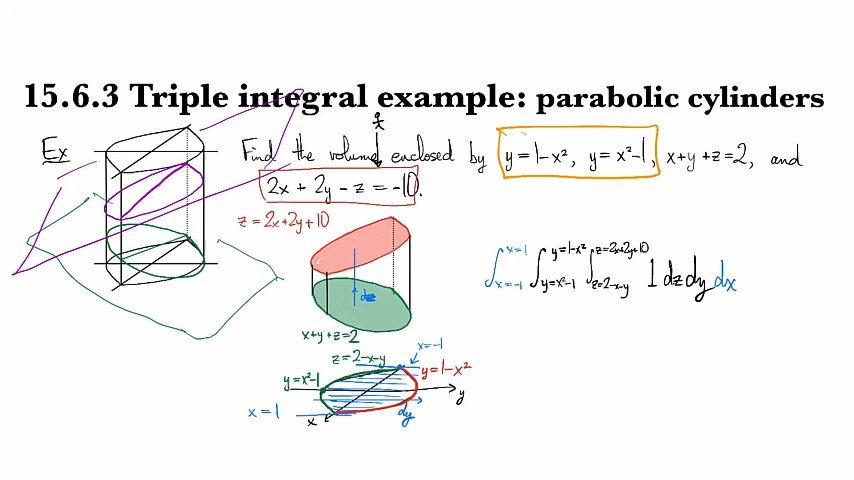 15.6.3 Triple integral example: parabolic cylinders
Ex
Find the volume enclosed by y=1-x², y=x²-1, x+y+z=2, and
2x + 2y - z = -10.
z = 2x+2y+10
dz
x+y+z=2
z=2-x-y
x=-1
y=x²-1
y=1-x²
y
x=1
x
dy
∫_{x=-1}^{x=1} ∫_{y=x²-1}^{y=1-x²} ∫_{z=2-x-y}^{z=2x+2y+10} 1 dz dy dx